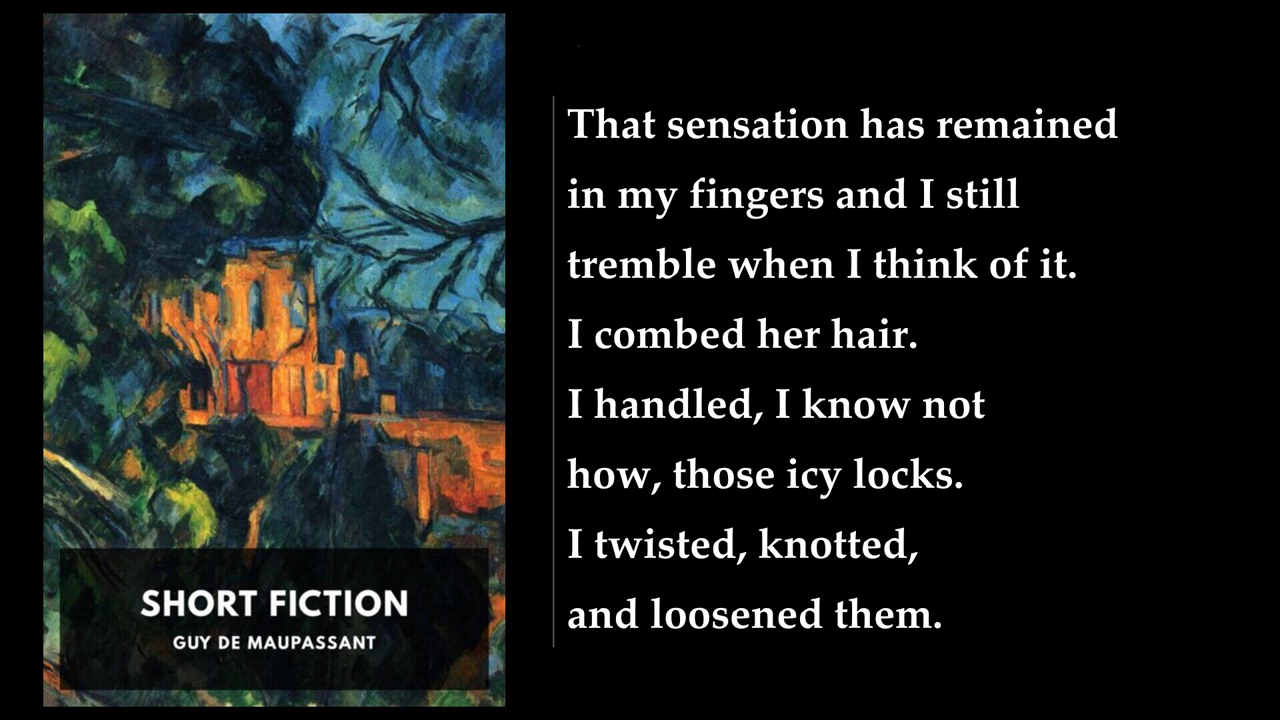 SHORT FICTION
GUY DE MAUPASSANT
That sensation has remained
in my fingers and I still
tremble when I think of it.
I combed her hair.
I handled, I know not
how, those icy locks.
I twisted, knotted,
and loosened them.